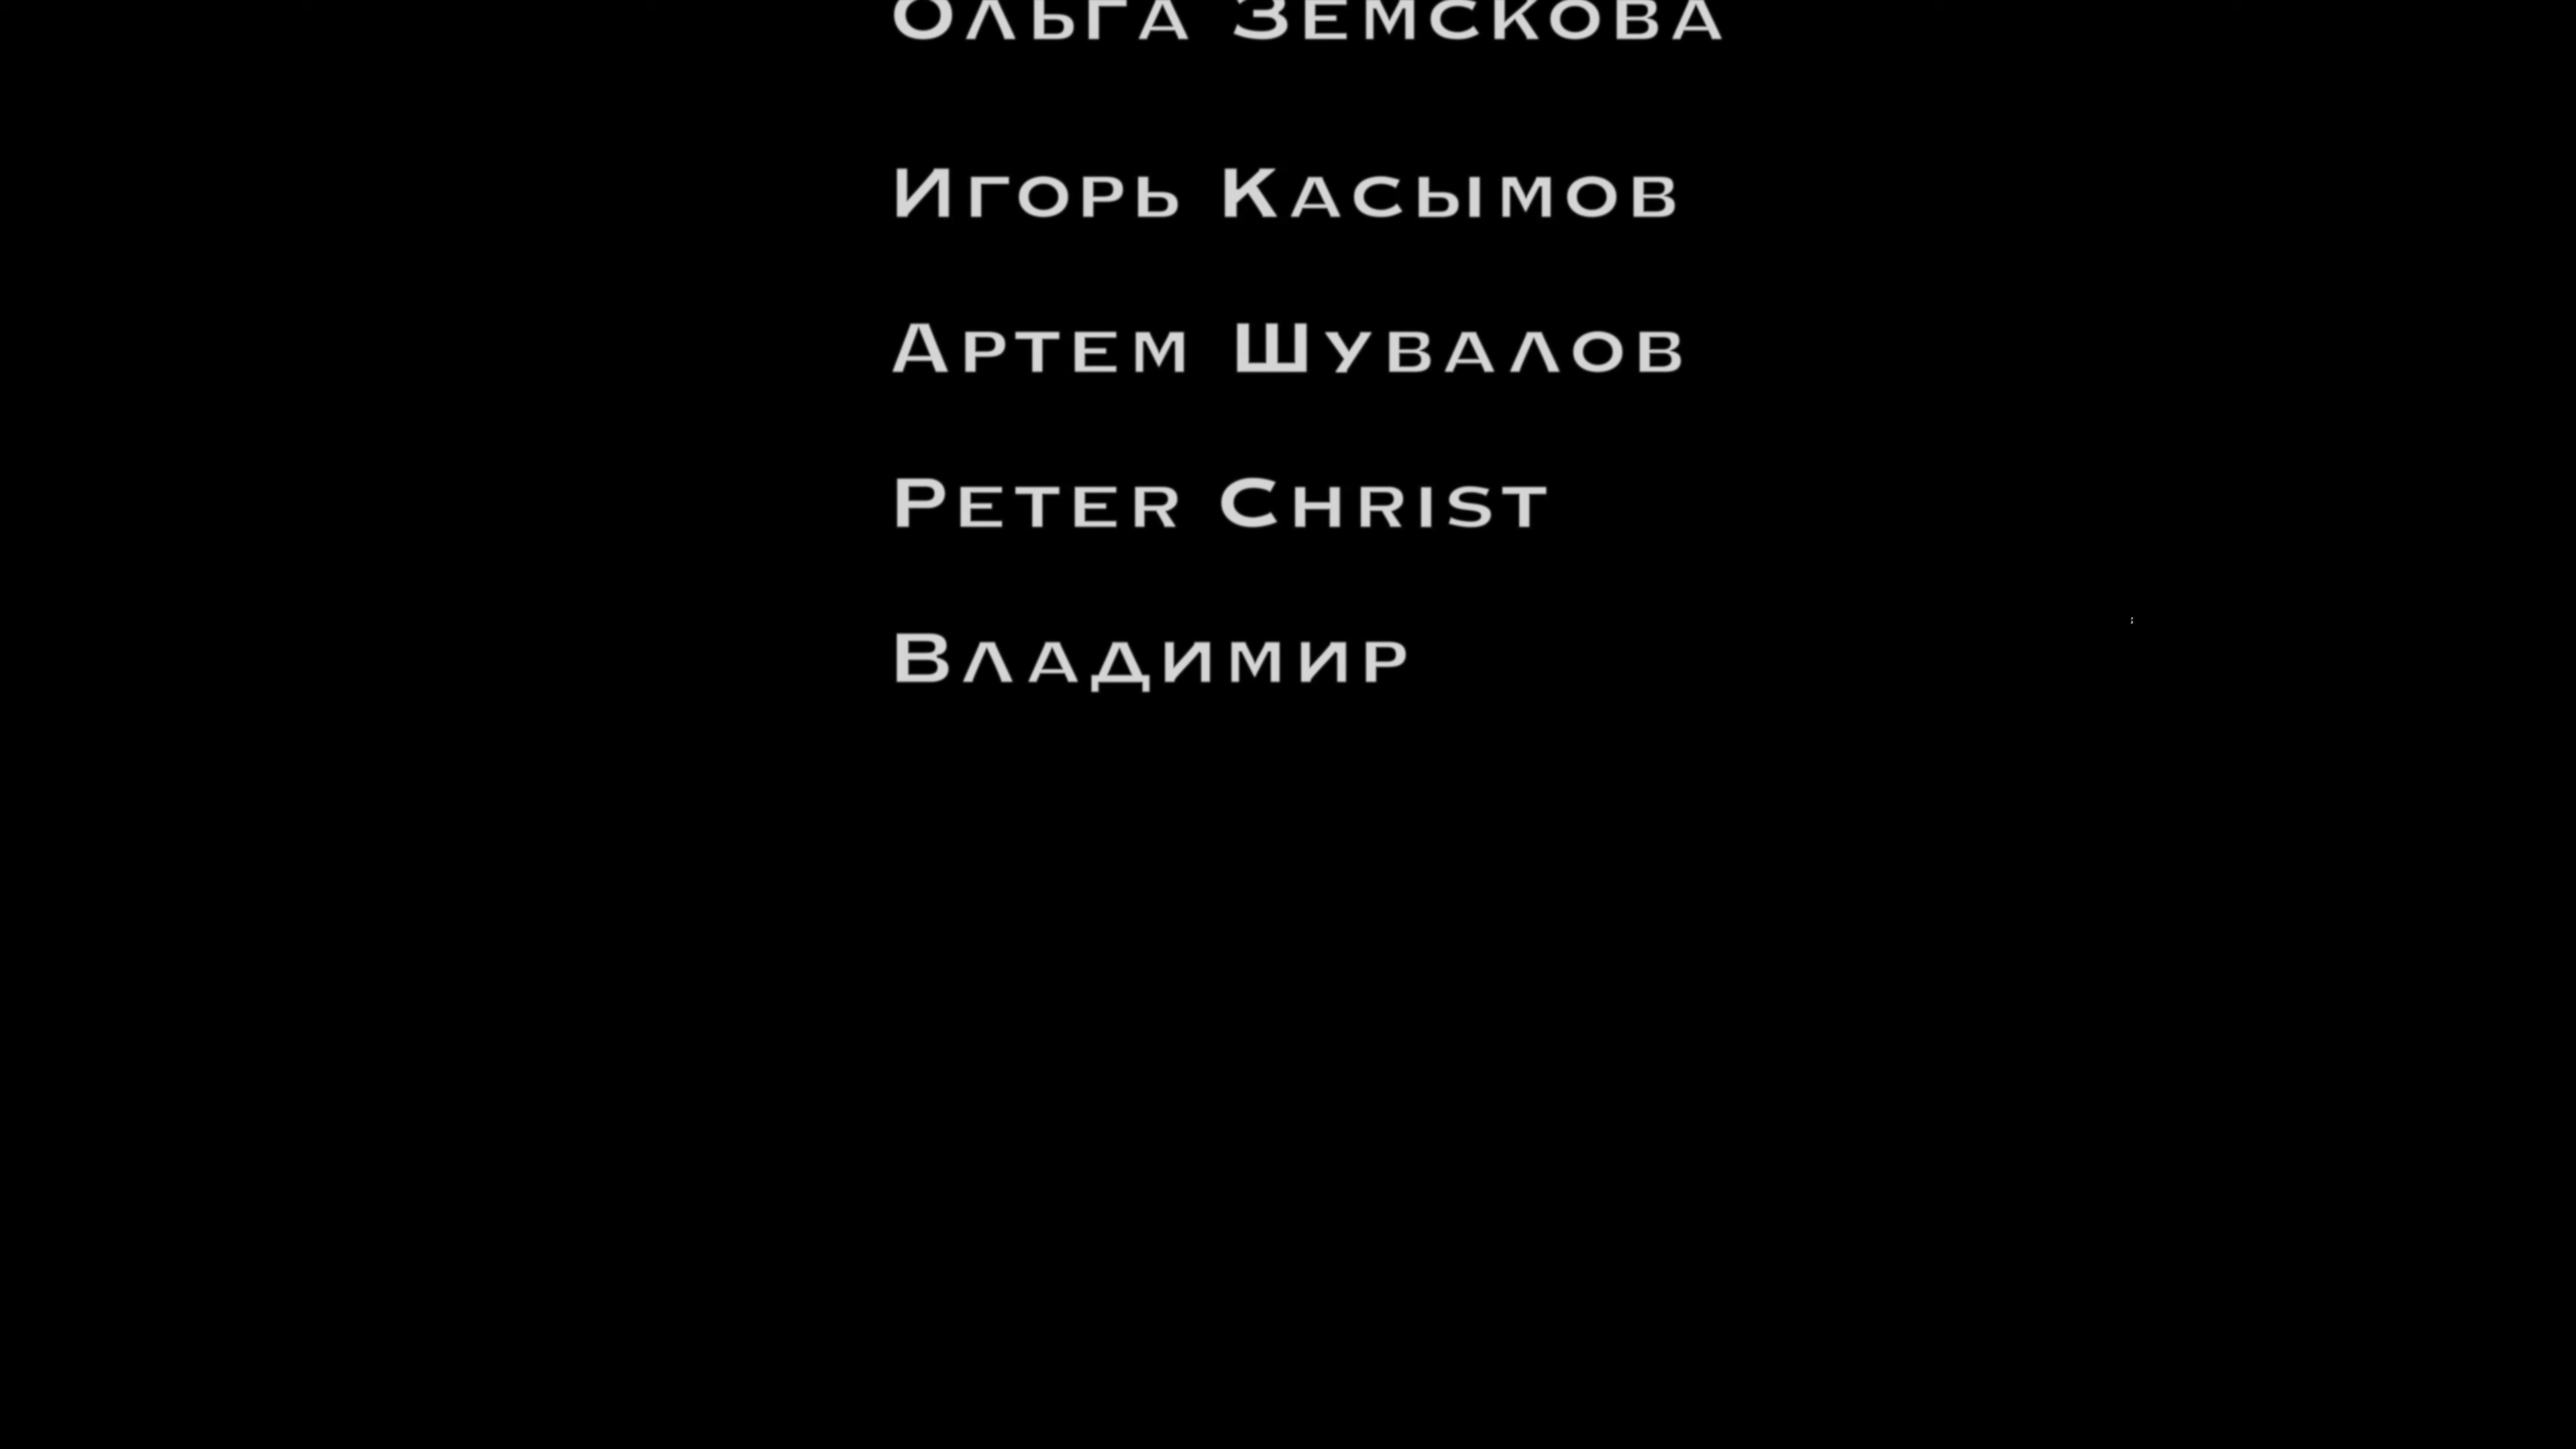 Ольга Земскова
Игорь Касымов
Артем Шувалов
Peter Christ
Владимир